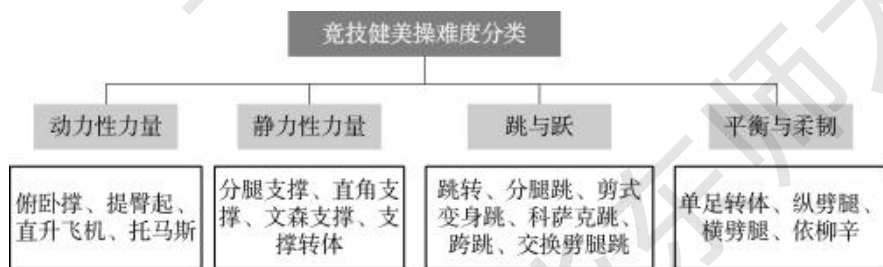 竞技健美操难度分类
动力性力量
静力性力量
跳与跃
平衡与柔韧
俯卧撑、提臀起、
直升飞机、托马斯
分腿支撑、直角支
撑、文森支撑、支
撑转体
跳转、分腿跳、剪式
变身跳、科萨克跳、
跨跳、交换劈腿跳
单足转体、纵劈腿、
横劈腿、依柳辛